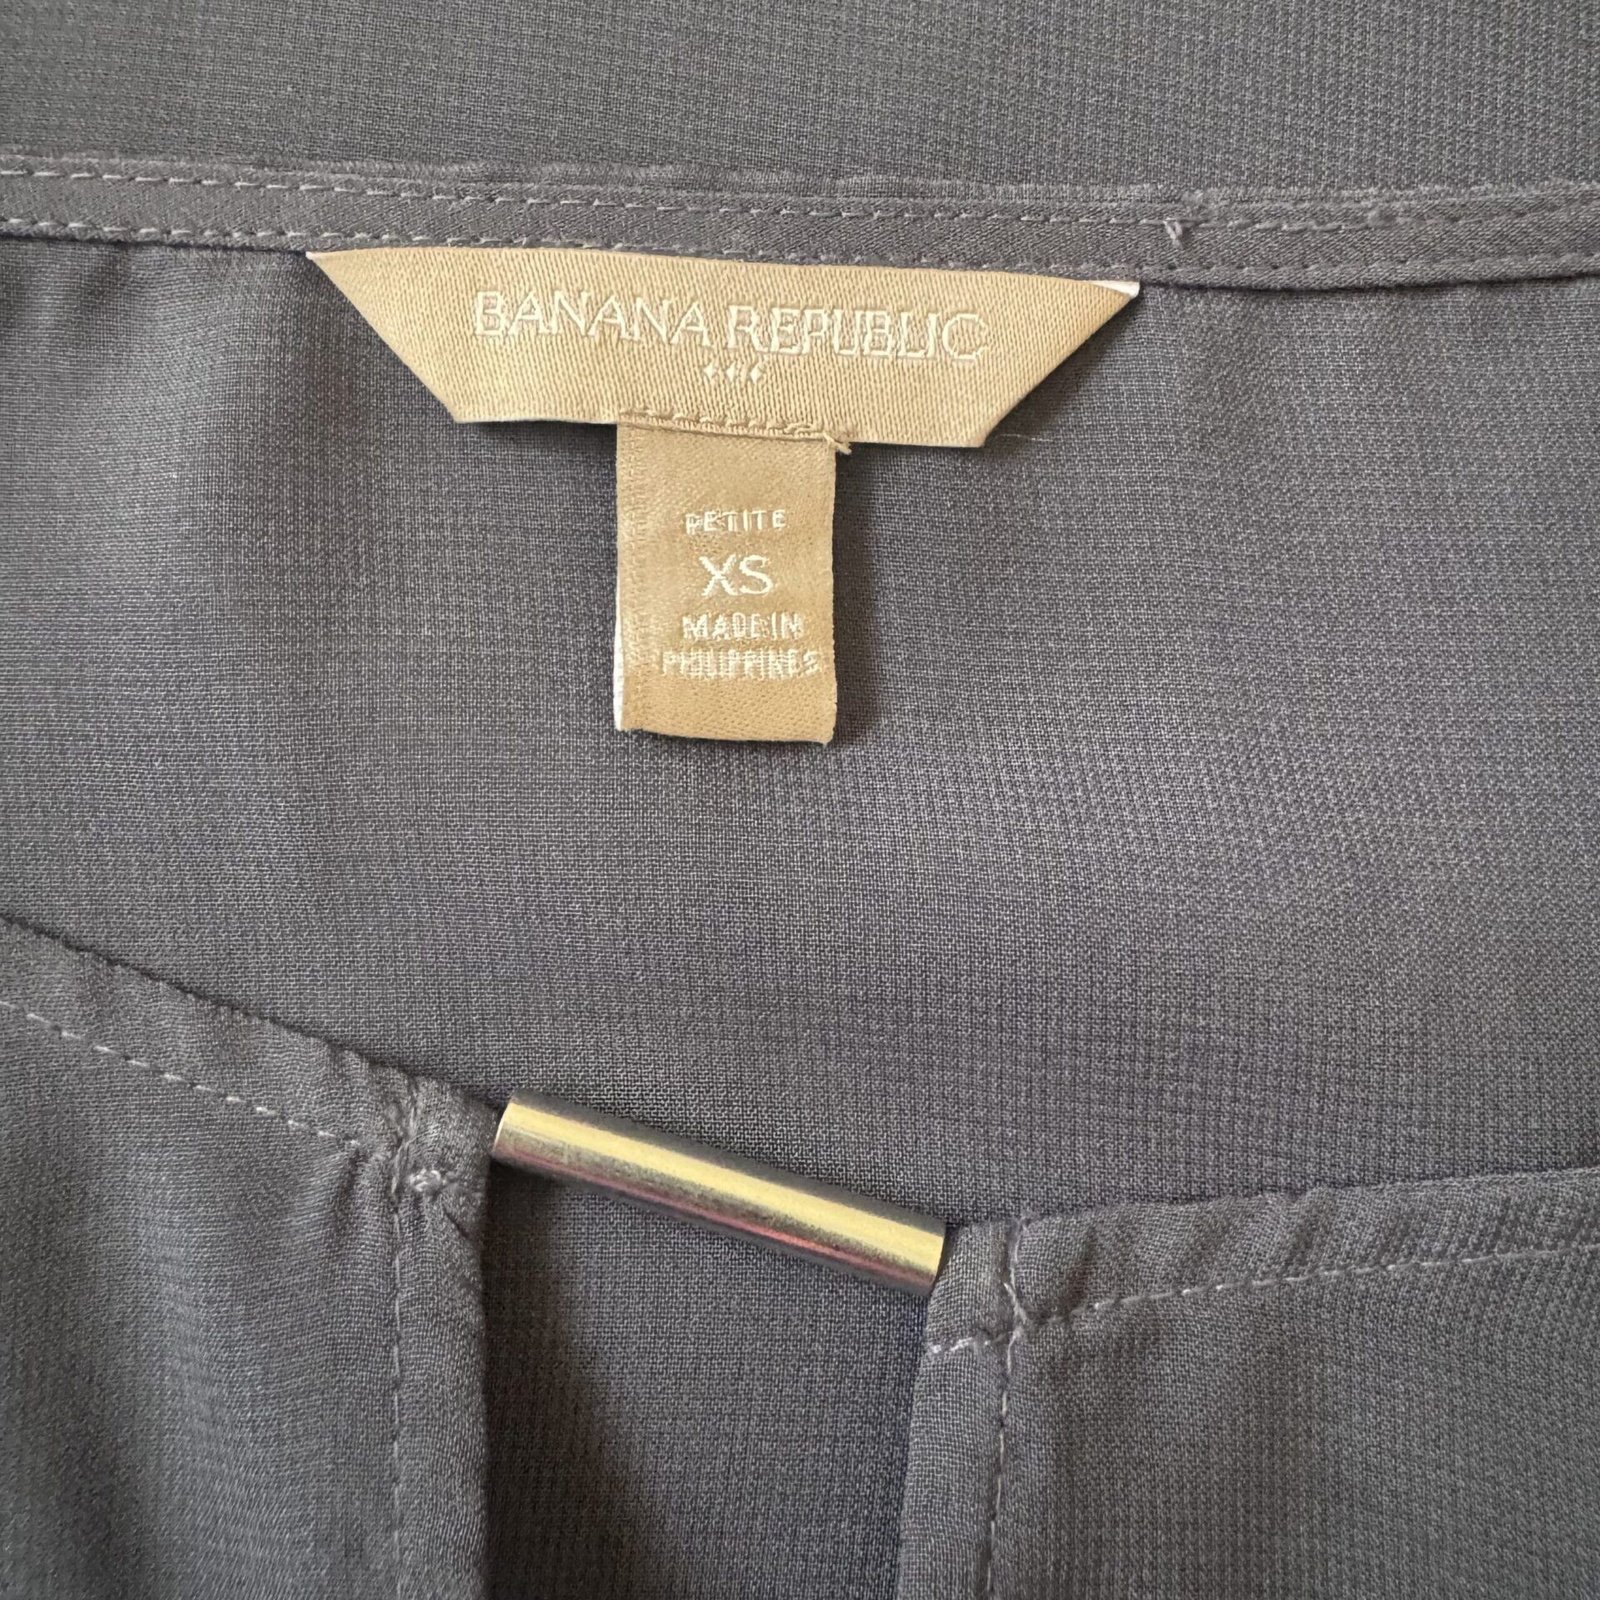 BANANA REPUBLIC
PETITE
XS
MADE IN
PHILIPPINES